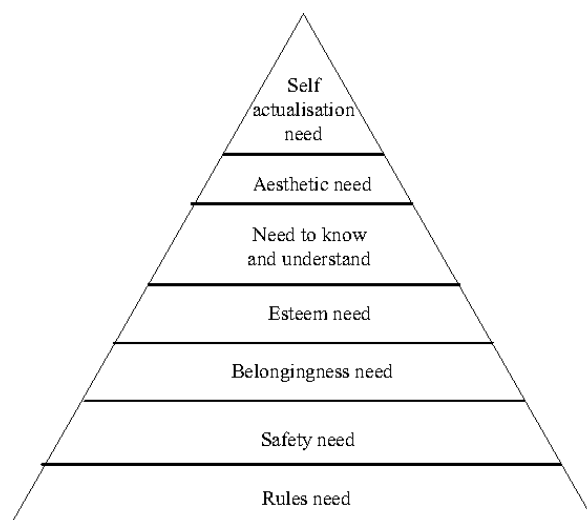 Self
actualisation
need
Aesthetic need
Need to know
and understand
Esteem need
Belongingness need
Safety need
Rules need